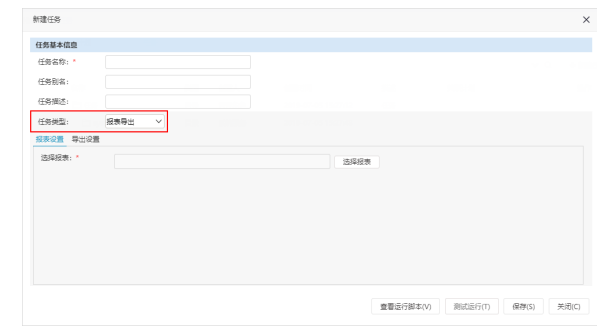 新建任务
任务基本信息
任务名称: *
任务别名:
任务描述:
任务类型: 报表导出
报表设置 导出设置
选择报表: * 选择报表
查看运行脚本(V) 测试运行(T) 保存(S) 关闭(C)